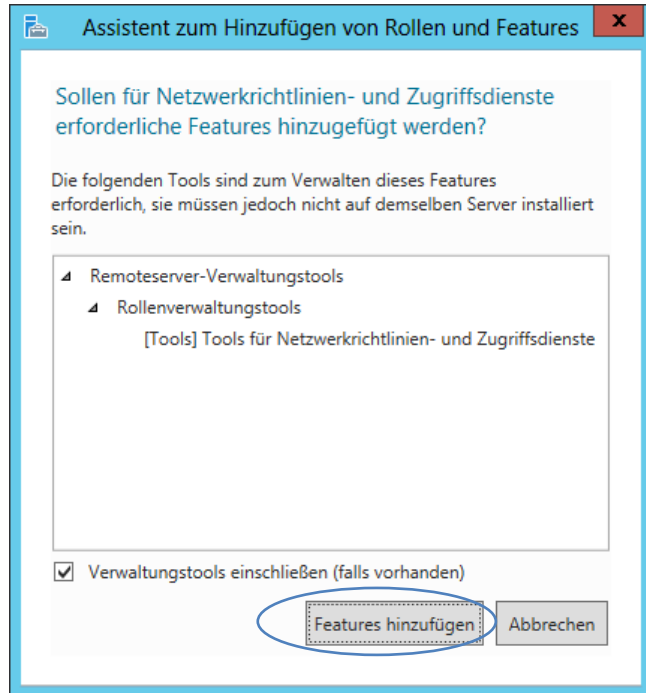 Assistent zum Hinzufügen von Rollen und Features
x
Sollen für Netzwerkrichtlinien- und Zugriffsdienste
erforderliche Features hinzugefügt werden?
Die folgenden Tools sind zum Verwalten dieses Features
erforderlich, sie müssen jedoch nicht auf demselben Server installiert
sein.
Remoteserver-Verwaltungstools
Rollenverwaltungstools
[Tools] Tools für Netzwerkrichtlinien- und Zugriffsdienste
Verwaltungstools einschließen (falls vorhanden)
Features hinzufügen
Abbrechen